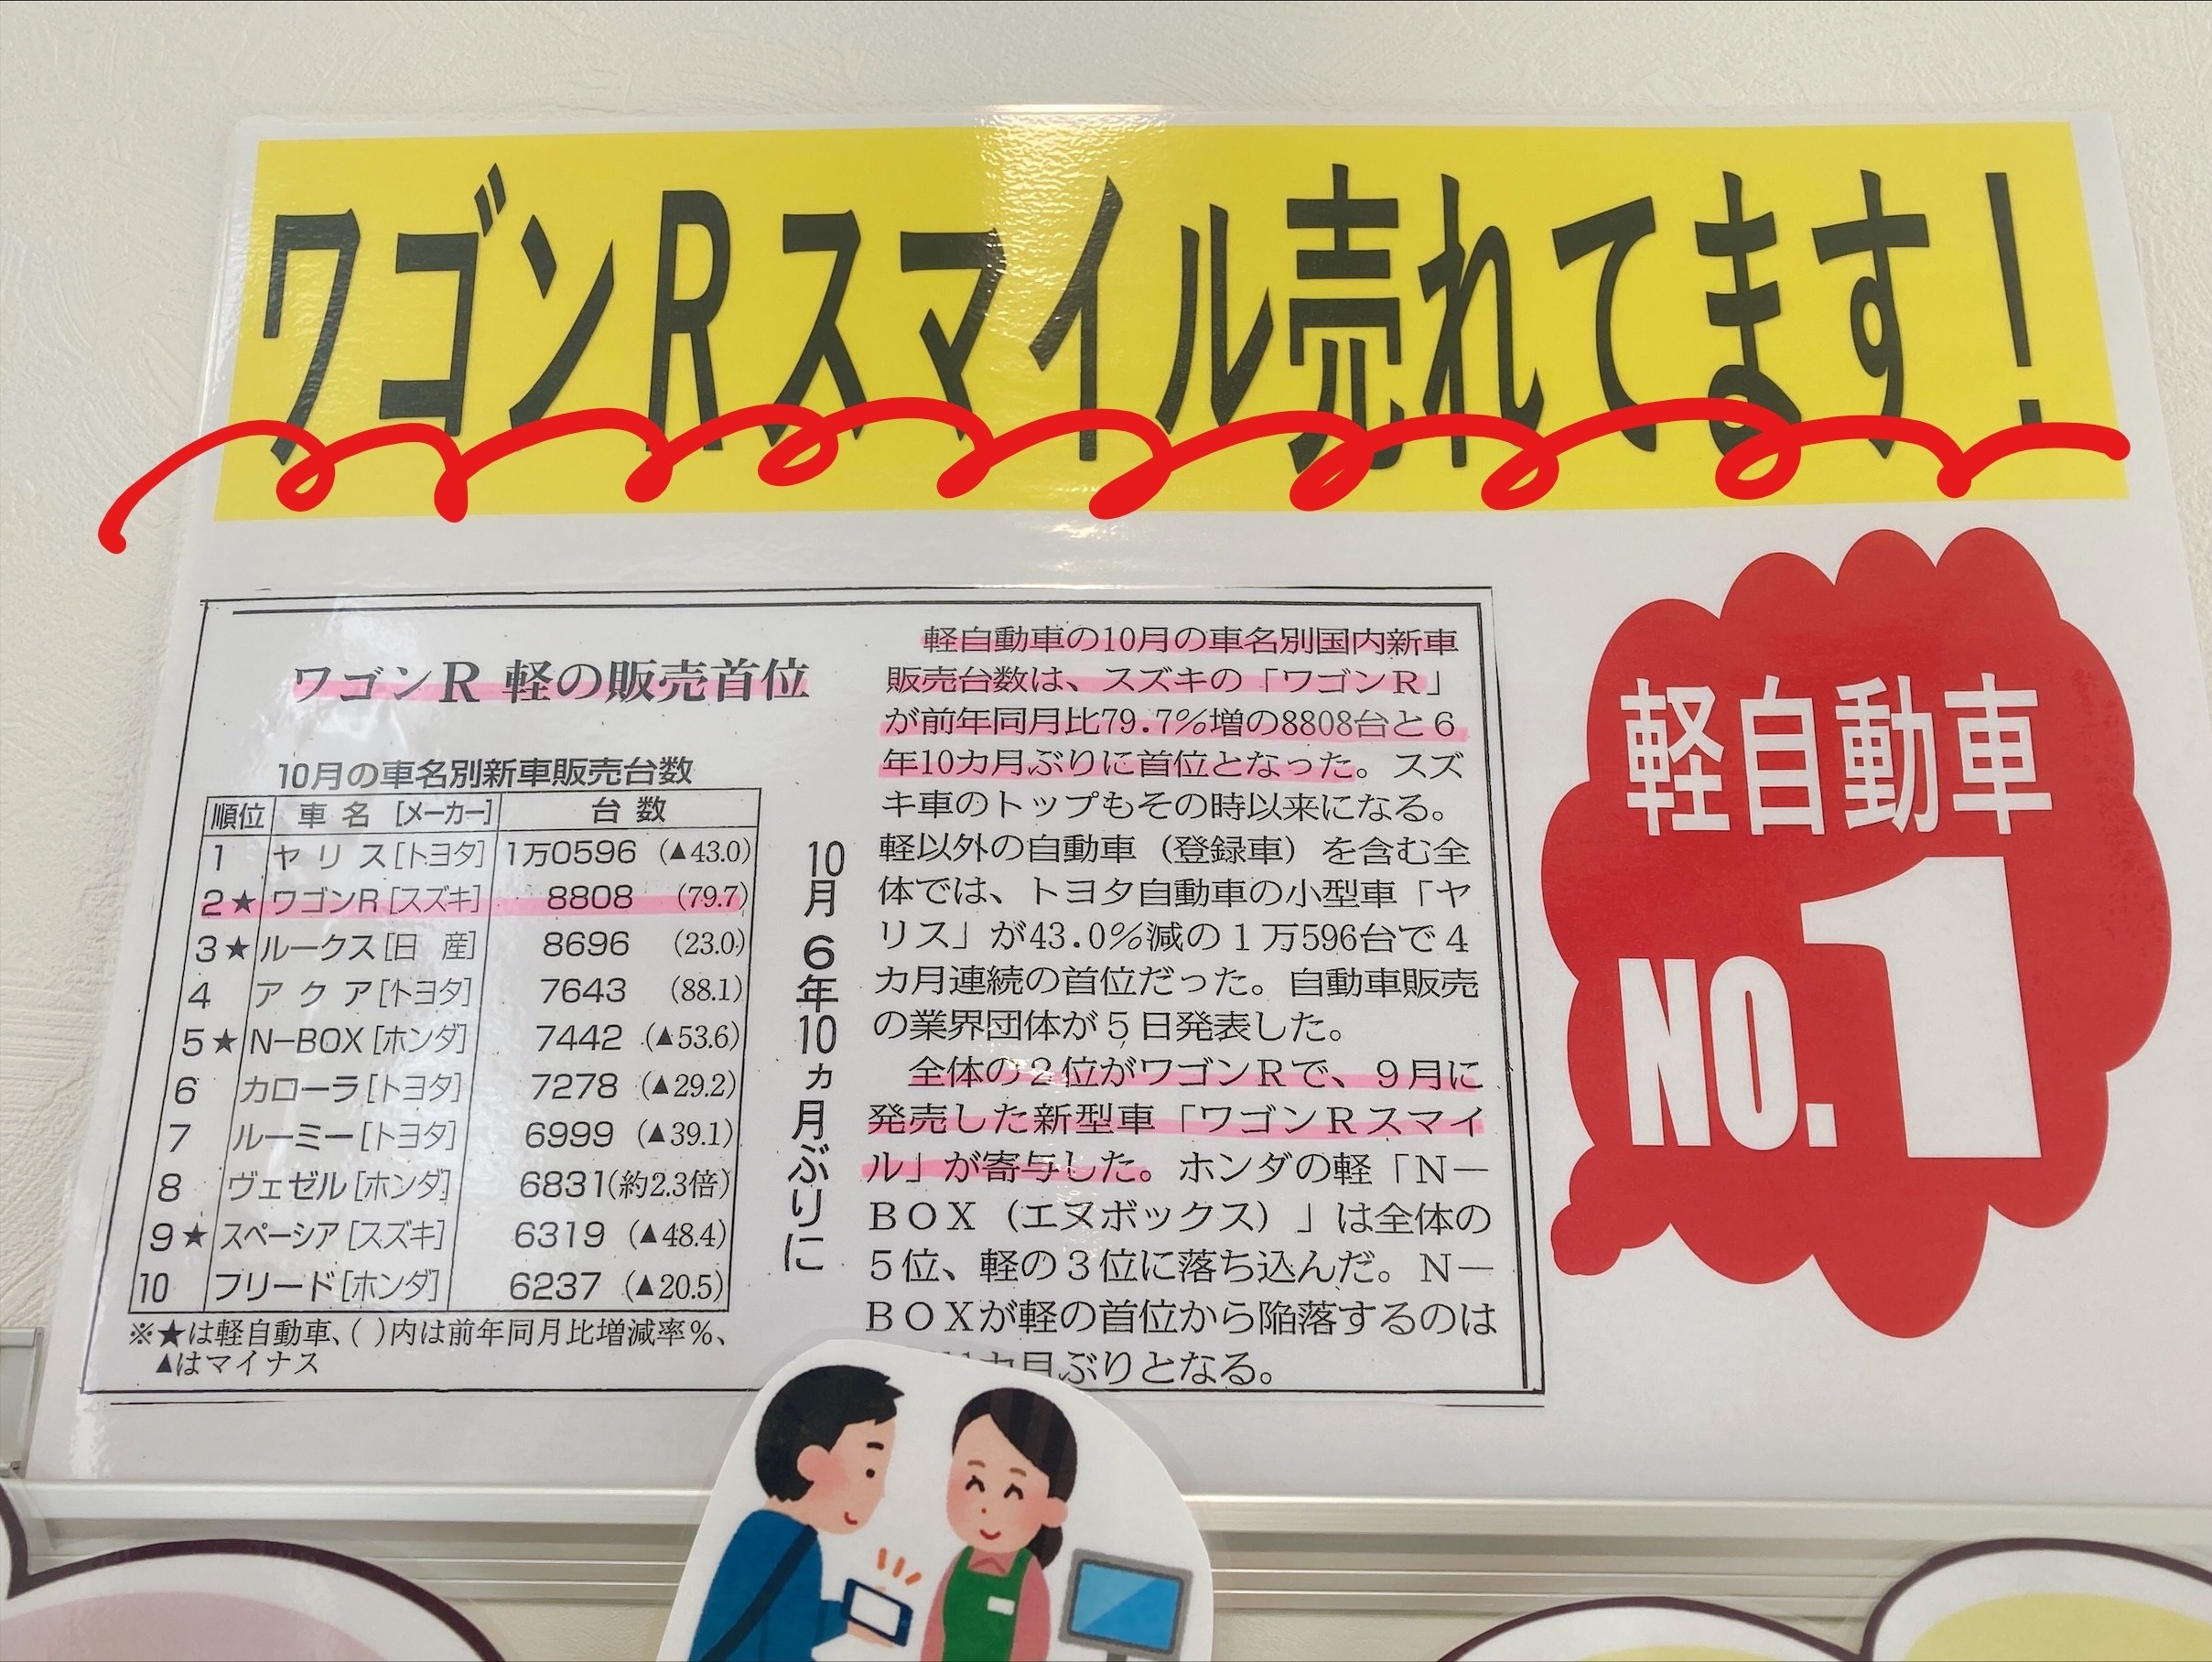 ワゴンRスマイル売れてます!
ワゴンR 軽の販売首位
10月の車名別新車販売台数
順位 車名 [メーカー] 台数
1 ヤリス[トヨタ] 1万0596 (▲43.0)
2★ ワゴンR[スズキ] 8808 (79.7)
3★ ルークス[日産] 8696 (23.0)
4 アクア[トヨタ] 7643 (88.1)
5★ N−BOX[ホンダ] 7442 (▲53.6)
6 カローラ[トヨタ] 7278 (▲29.2)
7 ルーミー[トヨタ] 6999 (▲39.1)
8 ヴェゼル[ホンダ] 6831(約2.3倍)
9★ スペーシア[スズキ] 6319 (▲48.4)
10 フリード[ホンダ] 6237 (▲20.5)
※★は軽自動車、( )内は前年同月比増減率%、
▲はマイナス
10月 6年10カ月ぶりに
軽自動車の10月の車名別国内新車
販売台数は、スズキの「ワゴンR」
が前年同月比79.7%増の8808台と6
年10カ月ぶりに首位となった。スズ
キ車のトップもその時以来になる。
軽以外の自動車(登録車)を含む全
体では、トヨタ自動車の小型車「ヤ
リス」が43.0%減の1万596台で4
カ月連続の首位だった。自動車販売
の業界団体が5日発表した。
全体の2位がワゴンRで、9月に
発売した新型車「ワゴンRスマイ
ル」が寄与した。ホンダの軽「N−
BOX(エヌボックス)」は全体の
5位、軽の3位に落ち込んだ。N−
BOXが軽の首位から陥落するのは
カ月ぶりとなる。
軽自動車
NO.1